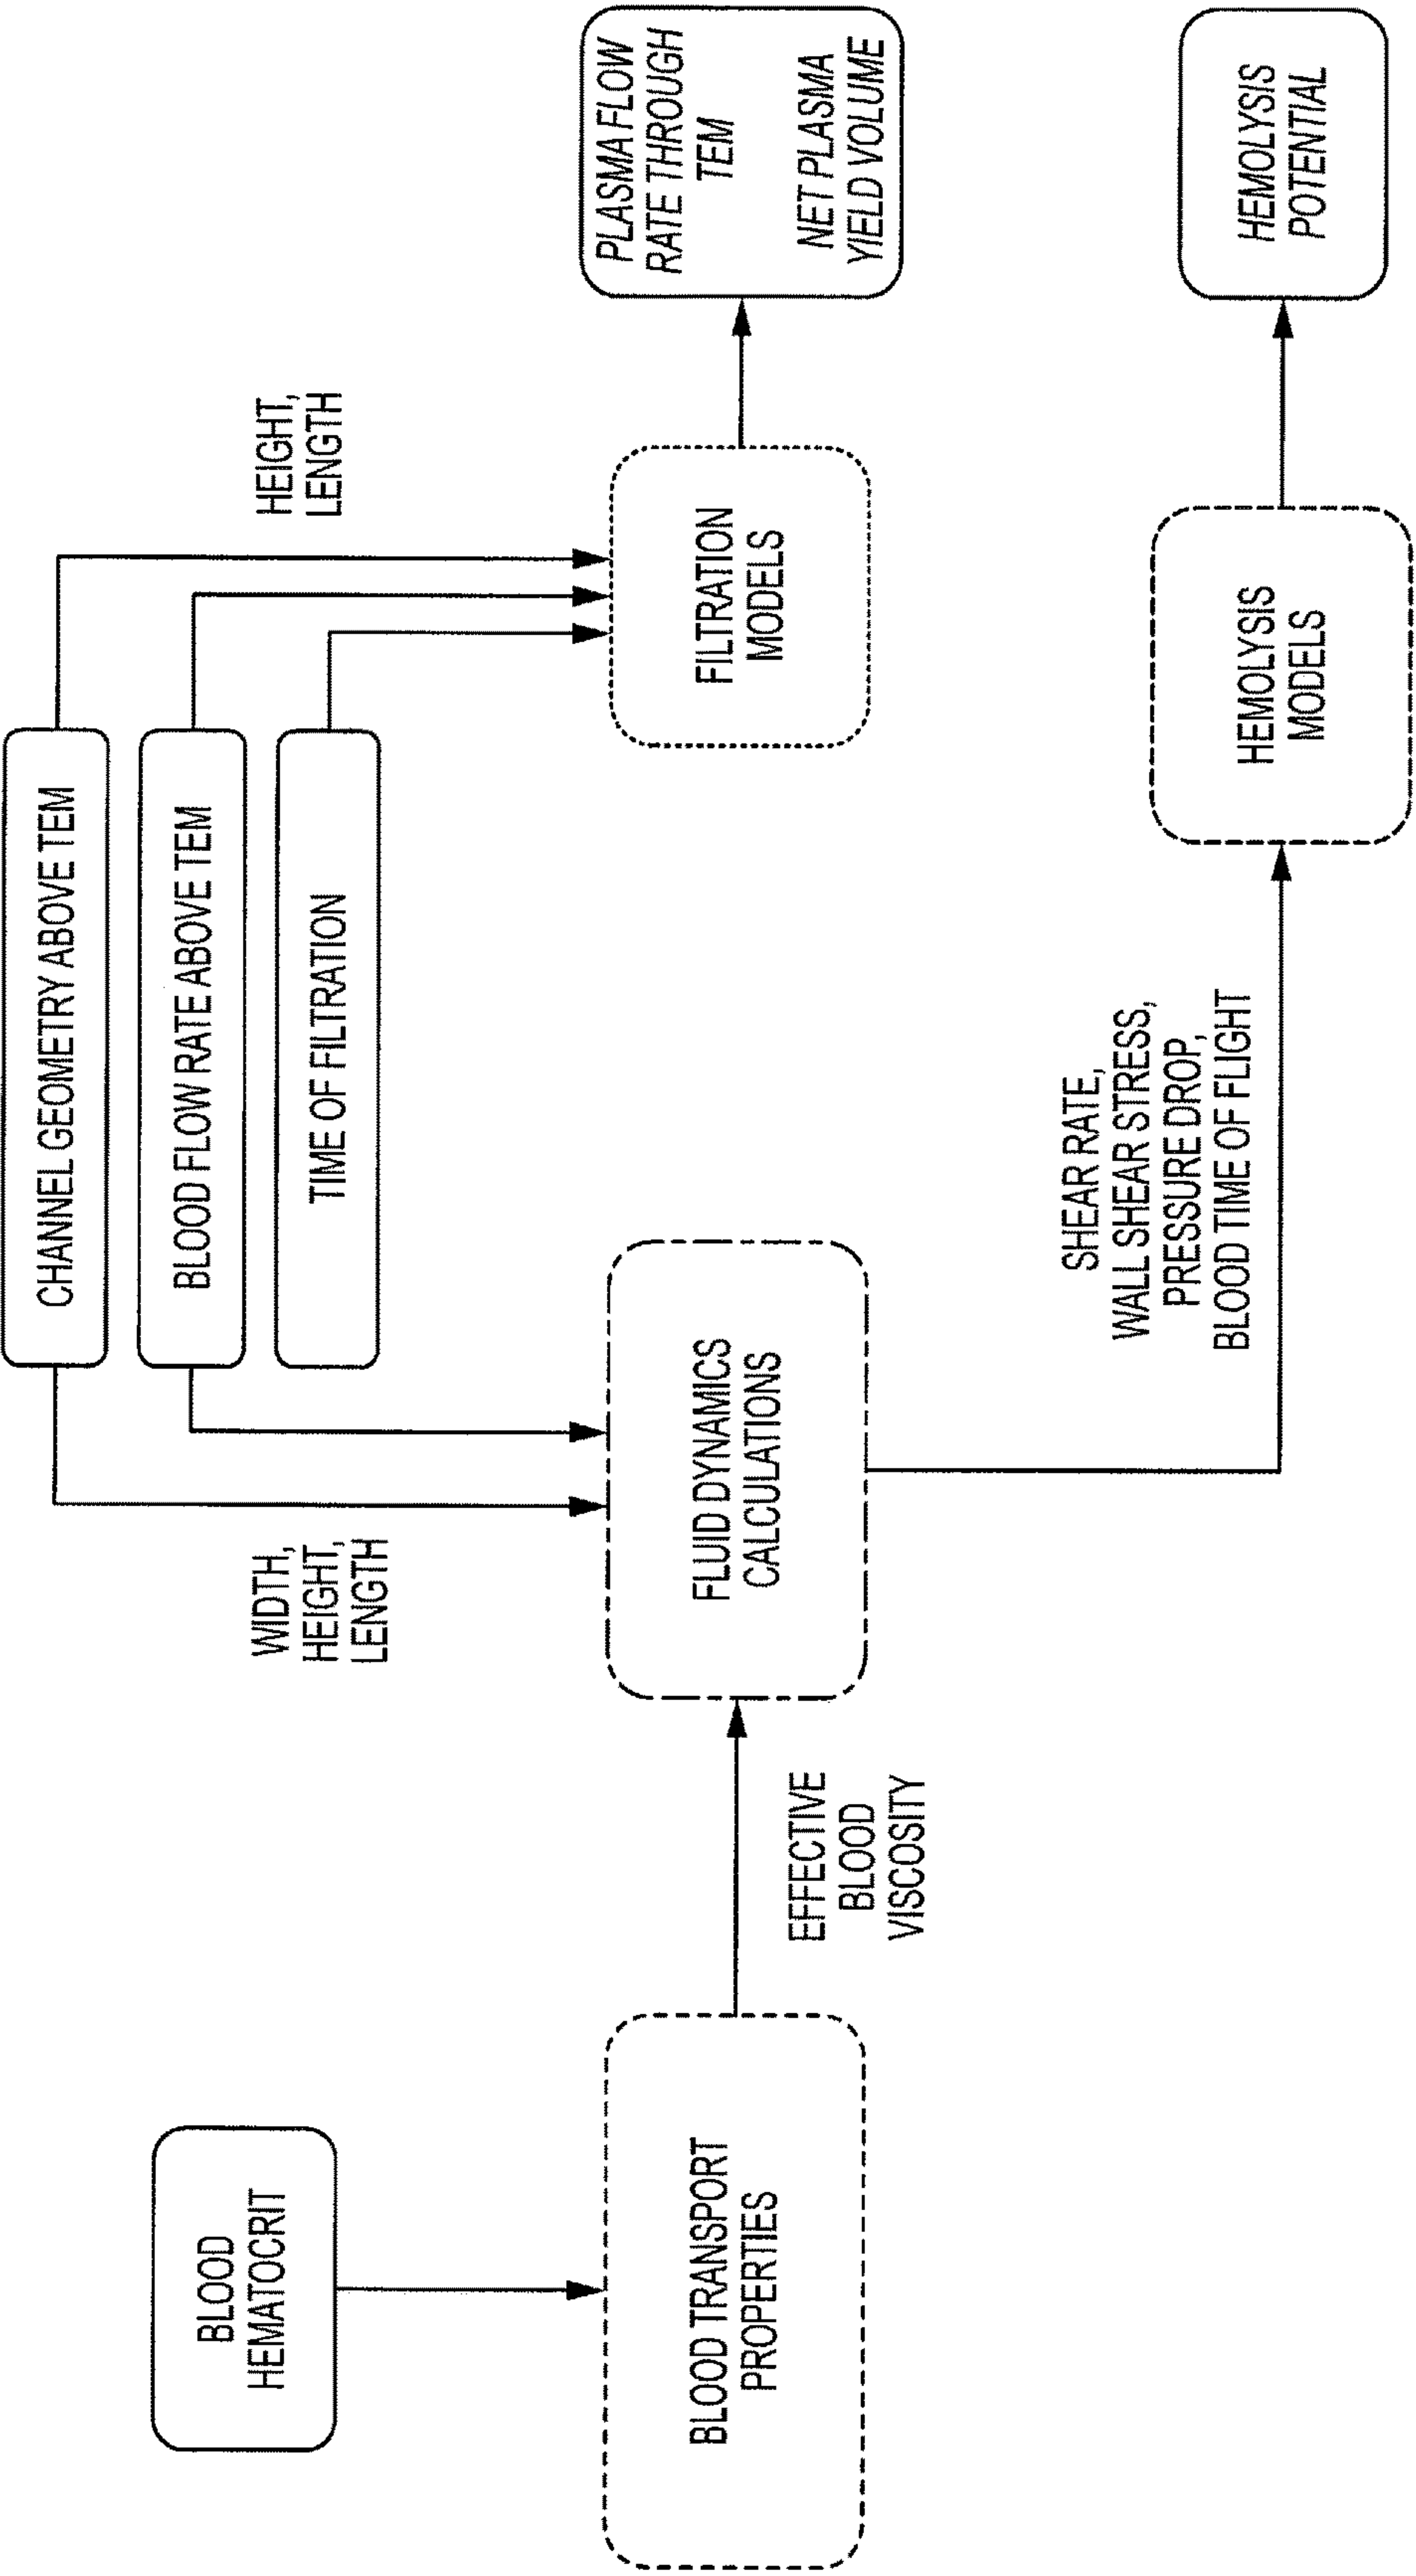 BLOOD
HEMATOCRIT
BLOOD TRANSPORT
PROPERTIES
EFFECTIVE
BLOOD
VISCOSITY
CHANNEL GEOMETRY ABOVE TEM
BLOOD FLOW RATE ABOVE TEM
TIME OF FILTRATION
WIDTH,
HEIGHT,
LENGTH
HEIGHT,
LENGTH
FLUID DYNAMICS
CALCULATIONS
FILTRATION
MODELS
PLASMA FLOW
RATE THROUGH
TEM
NET PLASMA
YIELD VOLUME
SHEAR RATE,
WALL SHEAR STRESS,
PRESSURE DROP,
BLOOD TIME OF FLIGHT
HEMOLYSIS
MODELS
HEMOLYSIS
POTENTIAL